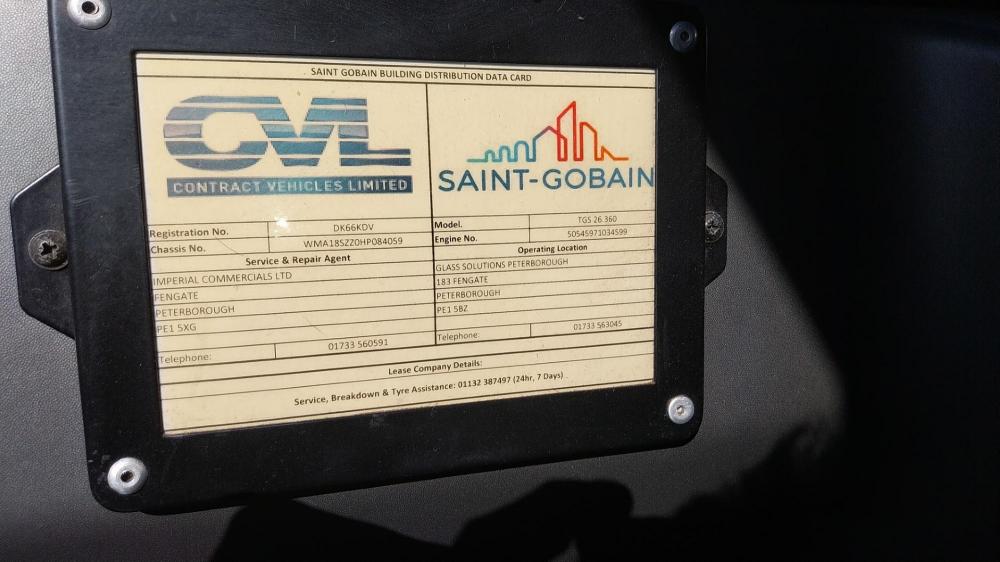 SAINT GOBAIN BUILDING DISTRIBUTION DATA CARD
CVL
CONTRACT VEHICLES LIMITED
SAINT-GOBAIN
Registration No. DK66KDV
Chassis No. WMA18SZZ0HP084059
Service & Repair Agent
IMPERIAL COMMERCIALS LTD
FENGATE
PETERBOROUGH
PE1 5XG
Telephone: 01733 560591
Model. TGS 26.360
Engine No. 50545971034599
Operating Location
GLASS SOLUTIONS PETERBOROUGH
183 FENGATE
PETERBOROUGH
PE1 5BZ
Telephone: 01733 563045
Lease Company Details:
Service, Breakdown & Tyre Assistance: 01132 387497 (24hr, 7 Days)